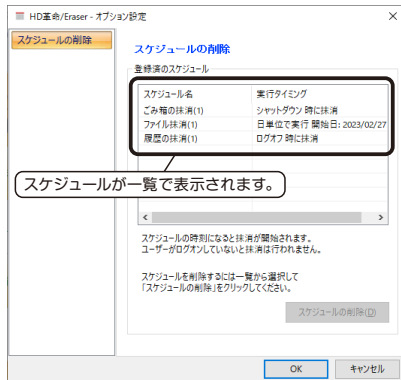 HD革命/Eraser - オプション設定
スケジュールの削除
スケジュールの削除
登録済のスケジュール
スケジュール名 実行タイミング
ごみ箱の抹消(1) シャットダウン 時に抹消
ファイル抹消(1) 日単位で実行 開始日: 2023/02/27
履歴の抹消(1) ログオフ 時に抹消
スケジュールが一覧で表示されます。
スケジュールの時刻になると抹消が開始されます。
ユーザーがログオンしていないと抹消は行われません。
スケジュールを削除するには一覧から選択して
「スケジュールの削除」をクリックしてください。
スケジュールの削除(D)
OK キャンセル